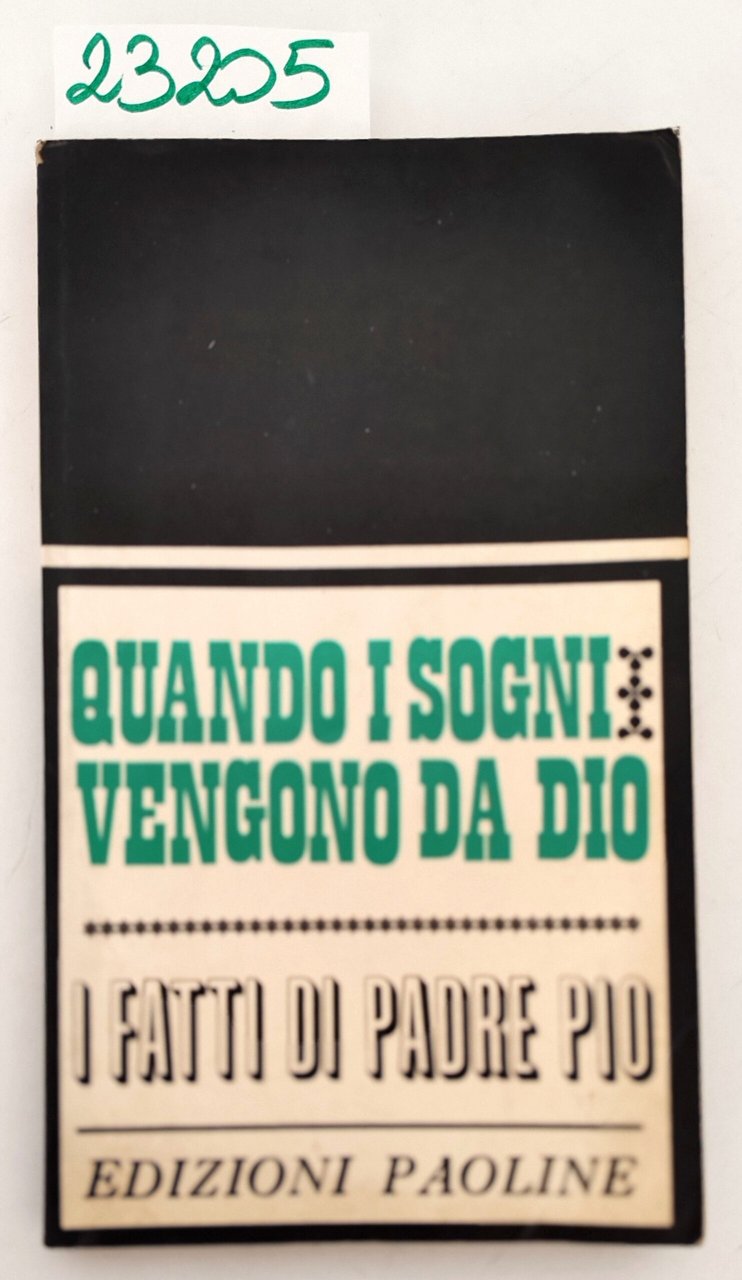 23205
QUANDO I SOGNI
VENGONO DA DIO
I FATTI DI PADRE PIO
EDIZIONI PAOLINE